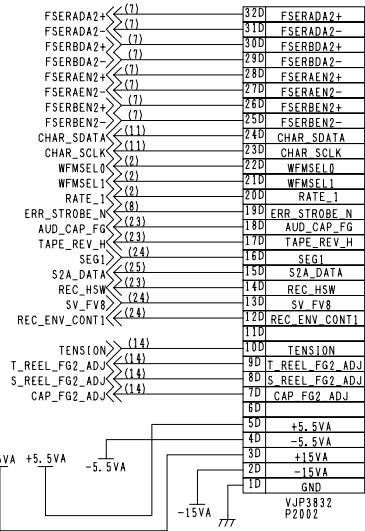 FSERADA2+ (7) 32D FSERADA2+
FSERADA2- (7) 31D FSERADA2-
FSERBDA2+ (7) 30D FSERBDA2+
FSERBDA2- (7) 29D FSERBDA2-
FSERAEN2+ (7) 28D FSERAEN2+
FSERAEN2- (7) 27D FSERAEN2-
FSERBEN2+ (7) 26D FSERBEN2+
FSERBEN2- (7) 25D FSERBEN2-
CHAR_SDATA (11) 24D CHAR_SDATA
CHAR_SCLK (11) 23D CHAR_SCLK
WFMSEL0 (2) 22D WFMSEL0
WFMSEL1 (2) 21D WFMSEL1
RATE_1 (2) 20D RATE_1
ERR_STROBE_N (8) 19D ERR_STROBE_N
AUD_CAP_FG (23) 18D AUD_CAP_FG
TAPE_REV_H (23) 17D TAPE_REV_H
SEG1 (24) 16D SEG1
S2A_DATA (25) 15D S2A_DATA
REC_HSW (23) 14D REC_HSW
SV_FV8 (24) 13D SV_FV8
REC_ENV_CONT1 (24) 12D REC_ENV_CONT1
11D
TENSION (14) 10D TENSION
T_REEL_FG2_ADJ (14) 9D T_REEL_FG2_ADJ
S_REEL_FG2_ADJ (14) 8D S_REEL_FG2_ADJ
CAP_FG2_ADJ (14) 7D CAP FG2 ADJ
6D
5D +5.5VA
4D -5.5VA
3D +15VA
2D -15VA
1D GND
VA +5.5VA -5.5VA
-15VA
VJP3832
P2002